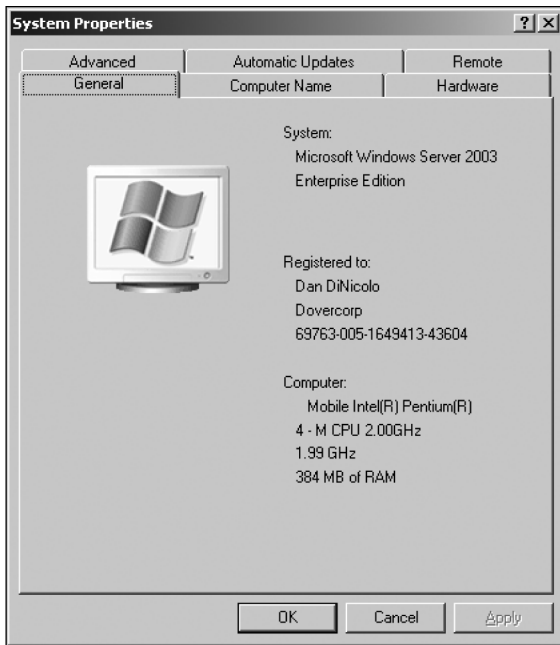 System Properties
Advanced
Automatic Updates
Remote
General
Computer Name
Hardware
System:
Microsoft Windows Server 2003
Enterprise Edition
Registered to:
Dan DiNicolo
Dovercorp
69763-005-1649413-43604
Computer:
Mobile Intel(R) Pentium(R)
4 - M CPU 2.00GHz
1.99 GHz
384 MB of RAM
OK
Cancel
Apply